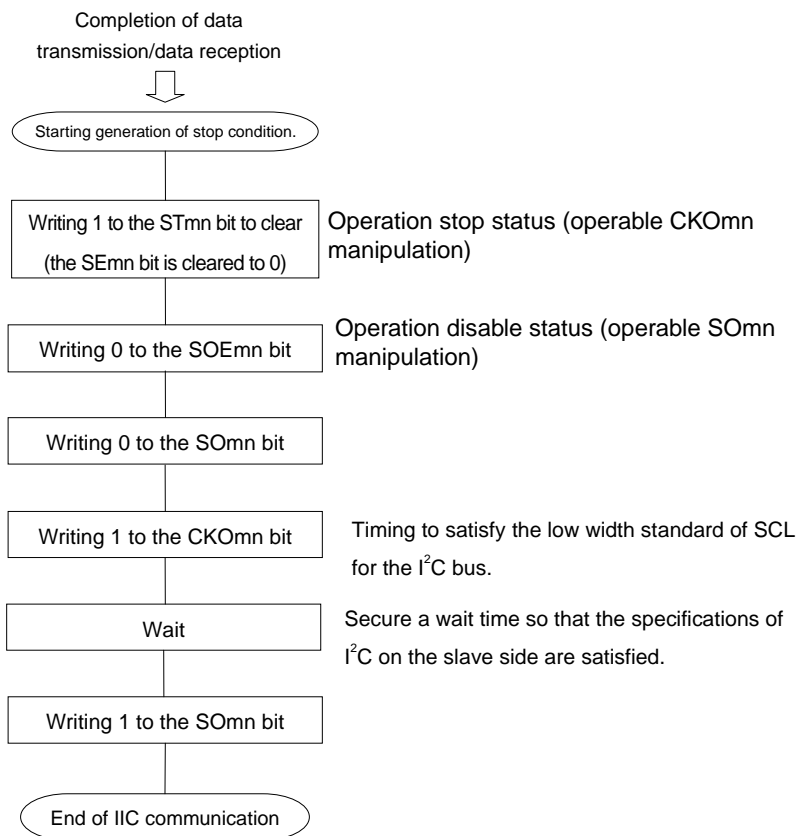 Completion of data
transmission/data reception
Starting generation of stop condition.
Writing 1 to the STmn bit to clear
(the SEmn bit is cleared to 0)
Operation stop status (operable CKOmn
manipulation)
Writing 0 to the SOEmn bit
Operation disable status (operable SOmn
manipulation)
Writing 0 to the SOmn bit
Writing 1 to the CKOmn bit
Timing to satisfy the low width standard of SCL
for the I²C bus.
Wait
Secure a wait time so that the specifications of
I²C on the slave side are satisfied.
Writing 1 to the SOmn bit
End of IIC communication